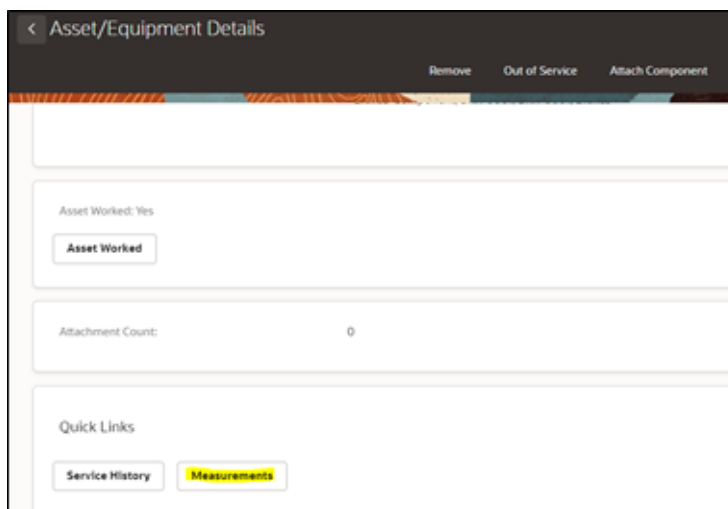 Asset/Equipment Details
Remove Out of Service Attach Component
Asset Worked: Yes
Asset Worked
Attachment Count: 0
Quick Links
Service History Measurements